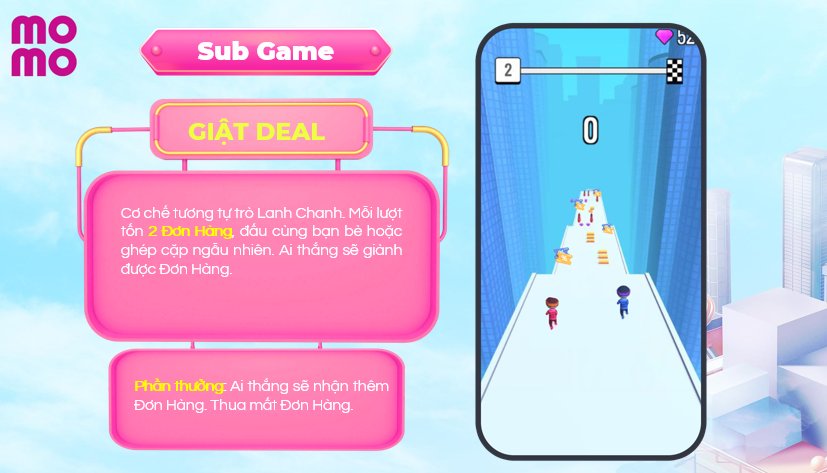 mo
mo
Sub Game
GIẬT DEAL
Cơ chế tương tự trò Lanh Chanh. Mỗi lượt
tốn 2 Đơn Hàng, đấu cùng bạn bè hoặc
ghép cặp ngẫu nhiên. Ai thắng sẽ giành
được Đơn Hàng.
Phần thưởng: Ai thắng sẽ nhận thêm
Đơn Hàng. Thua mất Đơn Hàng.
52
2
0